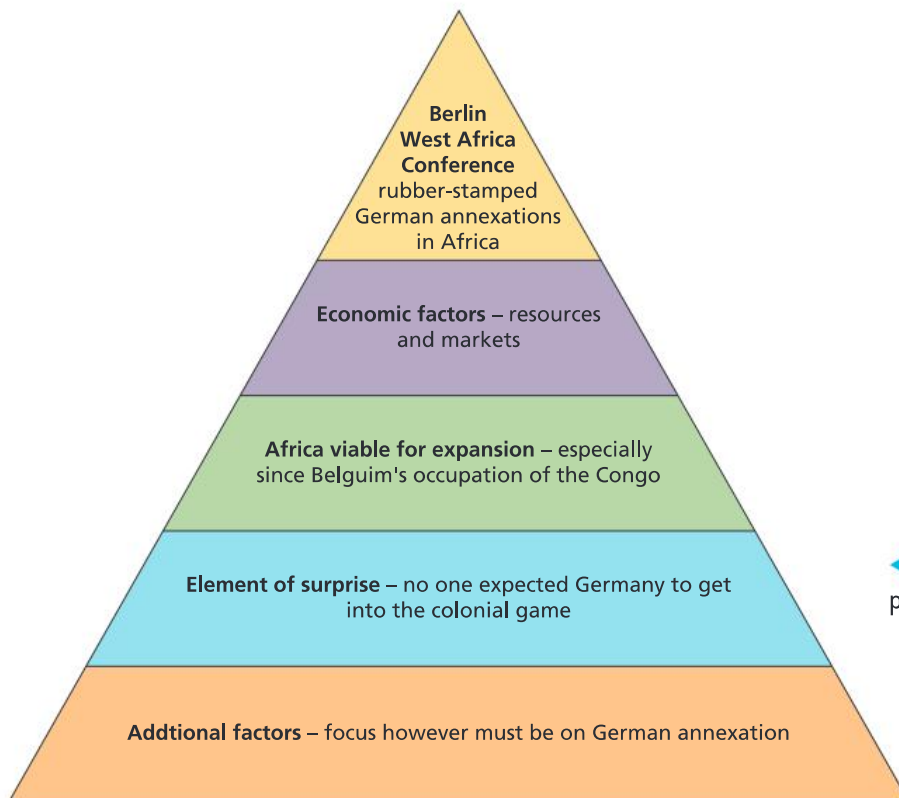 Berlin
West Africa
Conference
rubber-stamped
German annexations
in Africa
Economic factors – resources
and markets
Africa viable for expansion – especially
since Belguim's occupation of the Congo
Element of surprise – no one expected Germany to get
into the colonial game
Addtional factors – focus however must be on German annexation